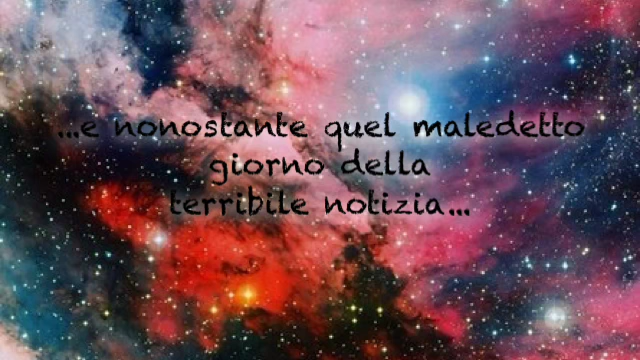 ...e nonostante quel maledetto
giorno della
terribile notizia...